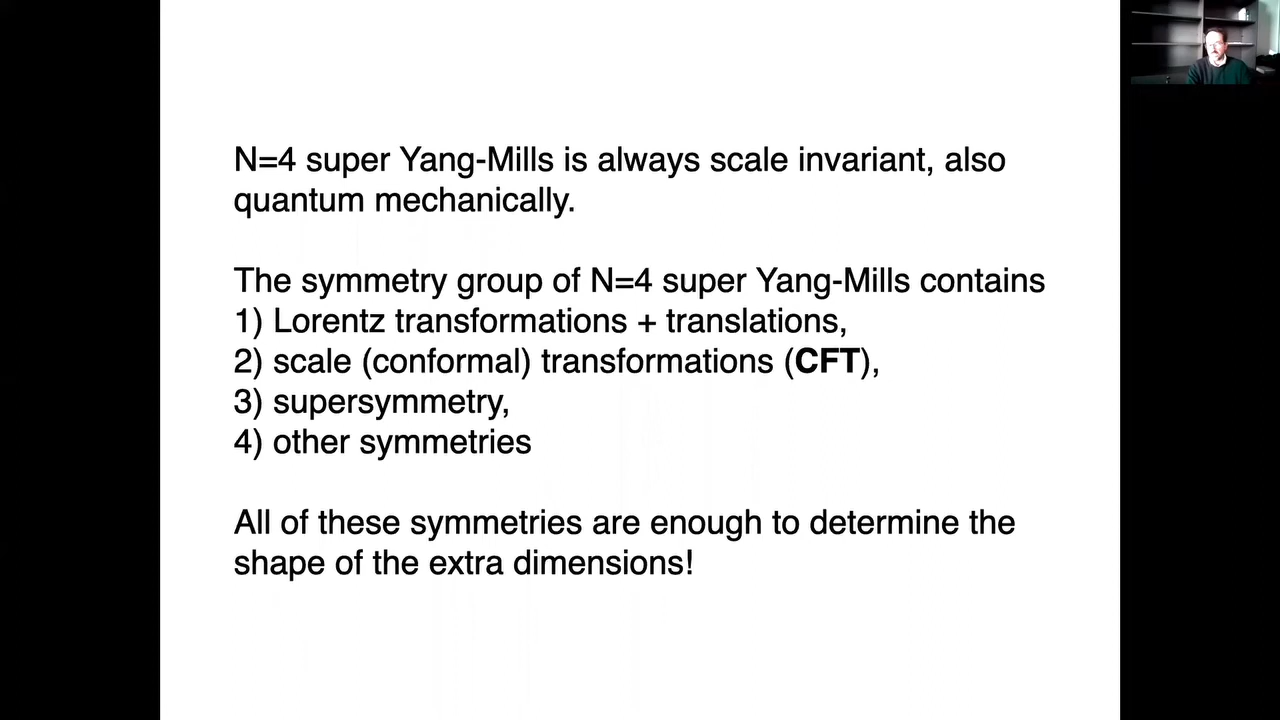 N=4 super Yang-Mills is always scale invariant, also
quantum mechanically.
The symmetry group of N=4 super Yang-Mills contains
1) Lorentz transformations + translations,
2) scale (conformal) transformations (CFT),
3) supersymmetry,
4) other symmetries
All of these symmetries are enough to determine the
shape of the extra dimensions!